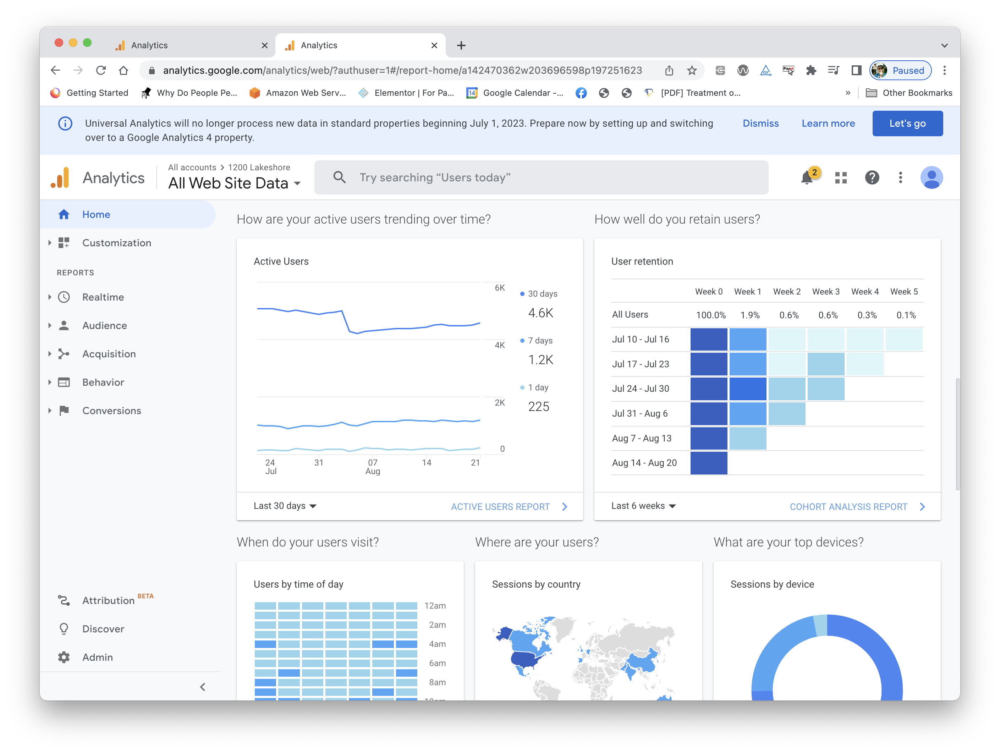 Analytics
Analytics
analytics.google.com/analytics/web/?authuser=1#/report-home/a142470362w203696598p197251623
Paused
Getting Started
Why Do People Pe...
Amazon Web Serv...
Elementor | For Pa...
14
Google Calendar -...
[PDF] Treatment o...
»
Other Bookmarks
Universal Analytics will no longer process new data in standard properties beginning July 1, 2023. Prepare now by setting up and switching
over to a Google Analytics 4 property.
Dismiss
Learn more
Let's go
Analytics
All accounts > 1200 Lakeshore
All Web Site Data
Try searching “Users today”
2
Home
Customization
REPORTS
Realtime
Audience
Acquisition
Behavior
Conversions
Attribution BETA
Discover
Admin
How are your active users trending over time?
Active Users
6K
4K
2K
0
24
Jul
31
07
Aug
14
21
30 days
4.6K
7 days
1.2K
1 day
225
Last 30 days
ACTIVE USERS REPORT
How well do you retain users?
User retention
Week 0 Week 1 Week 2 Week 3 Week 4 Week 5
All Users 100.0% 1.9% 0.6% 0.6% 0.3% 0.1%
Jul 10 - Jul 16
Jul 17 - Jul 23
Jul 24 - Jul 30
Jul 31 - Aug 6
Aug 7 - Aug 13
Aug 14 - Aug 20
Last 6 weeks
COHORT ANALYSIS REPORT
When do your users visit?
Users by time of day
12am
2am
4am
6am
8am
Where are your users?
Sessions by country
What are your top devices?
Sessions by device